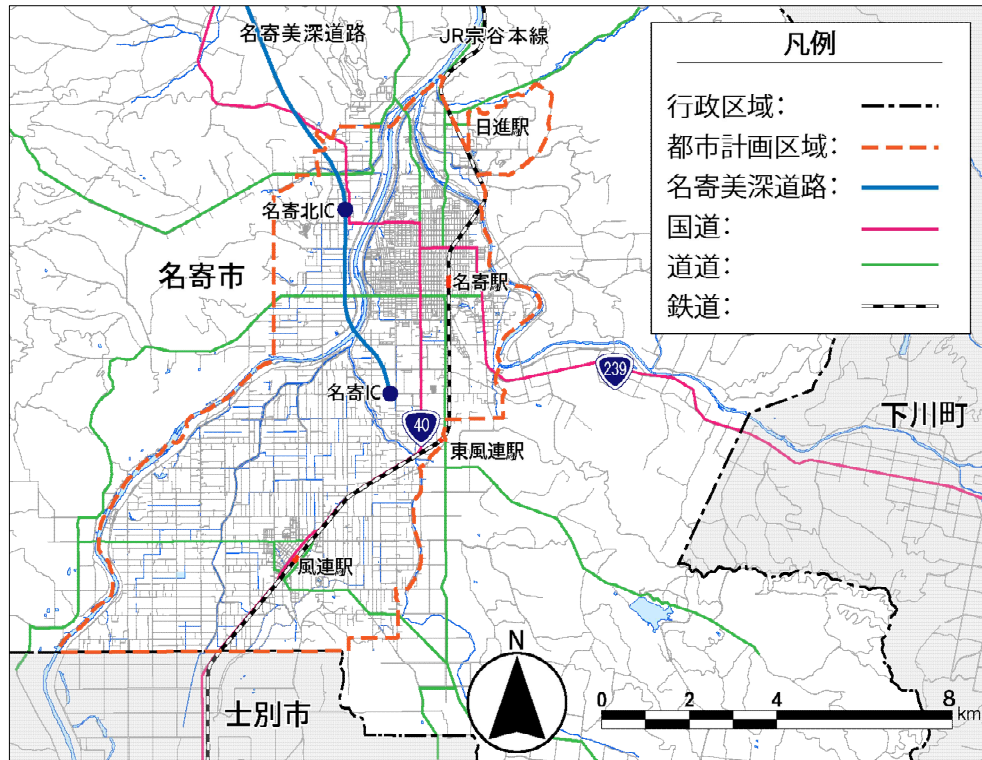 名寄美深道路
JR宗谷本線
凡例
行政区域：
都市計画区域：
名寄美深道路：
国道：
道道：
鉄道：
日進駅
名寄北IC
名寄市
名寄駅
239
名寄IC
40
下川町
東風連駅
風連駅
N
士別市
0 2 4 8
km